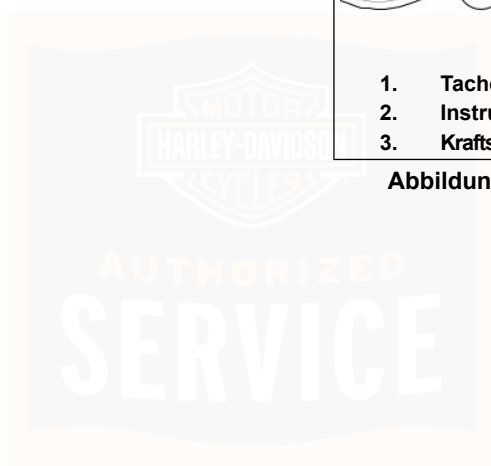 1. Tach
2. Instr
3. Krafts
Abbildun
MOTOR
HARLEY-DAVIDSON
CYCLES
AUTHORIZED
SERVICE